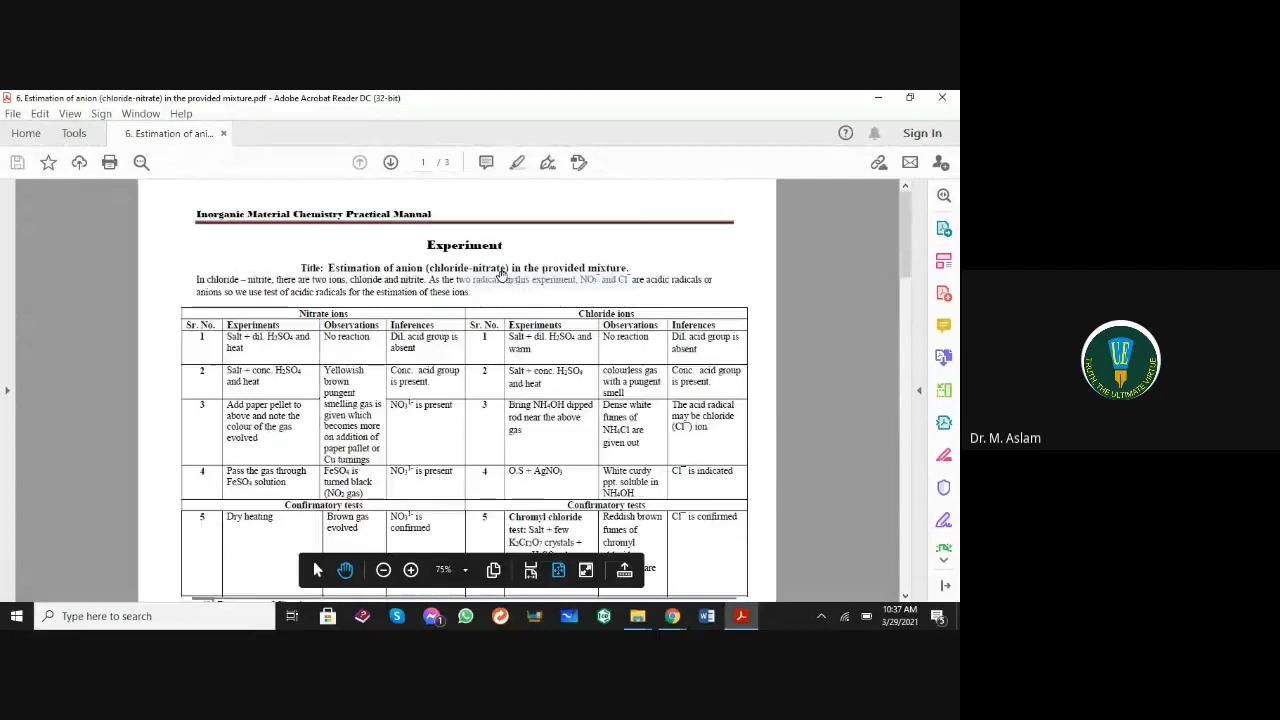 6. Estimation of anion (chloride-nitrate) in the provided mixture.pdf - Adobe Acrobat Reader DC (32-bit)
File Edit View Sign Window Help
Home Tools 6. Estimation of ani... × Sign In
1 / 3
Inorganic Material Chemistry Practical Manual
Experiment
Title: Estimation of anion (chloride-nitrate) in the provided mixture.
In chloride – nitrate, there are two ions, chloride and nitrite. As the two radicals in this experiment, NO₃⁻ and Cl⁻ are acidic radicals or
anions so we use test of acidic radicals for the estimation of these ions.
Nitrate ions Chloride ions
Sr. No. Experiments Observations Inferences Sr. No. Experiments Observations Inferences
1 Salt + dil. H₂SO₄ and No reaction Dil. acid group is 1 Salt + dil. H₂SO₄ and No reaction Dil. acid group is
heat absent warm absent
2 Salt + conc. H₂SO₄ Yellowish Conc. acid group 2 Salt + conc. H₂SO₄ colourless gas Conc. acid group
and heat brown is present. and heat with a pungent is present.
pungent smell
3 Add paper pellet to smelling gas is NO₃¹⁻ is present 3 Bring NH₄OH dipped Dense white The acid radical
above and note the given which rod near the above fumes of may be chloride
colour of the gas becomes more gas NH₄Cl are (Cl⁻) ion
evolved on addition of given out
paper pallet or
Cu turnings
4 Pass the gas through FeSO₄ is NO₃¹⁻ is present 4 O.S + AgNO₃ White curdy Cl⁻ is indicated
FeSO₄ solution turned black ppt. soluble in
(NO₂ gas) NH₄OH
Confirmatory tests Confirmatory tests
5 Dry heating Brown gas NO₃¹⁻ is 5 Chromyl chloride Reddish brown Cl⁻ is confirmed
evolved confirmed test: Salt + few fumes of
K₂Cr₂O₇ crystals + chromyl
are
75%
Type here to search
10:37 AM
3/29/2021
1
5
CE
TRUTH, THE ULTIMATE VIRTUE
Dr. M. Aslam